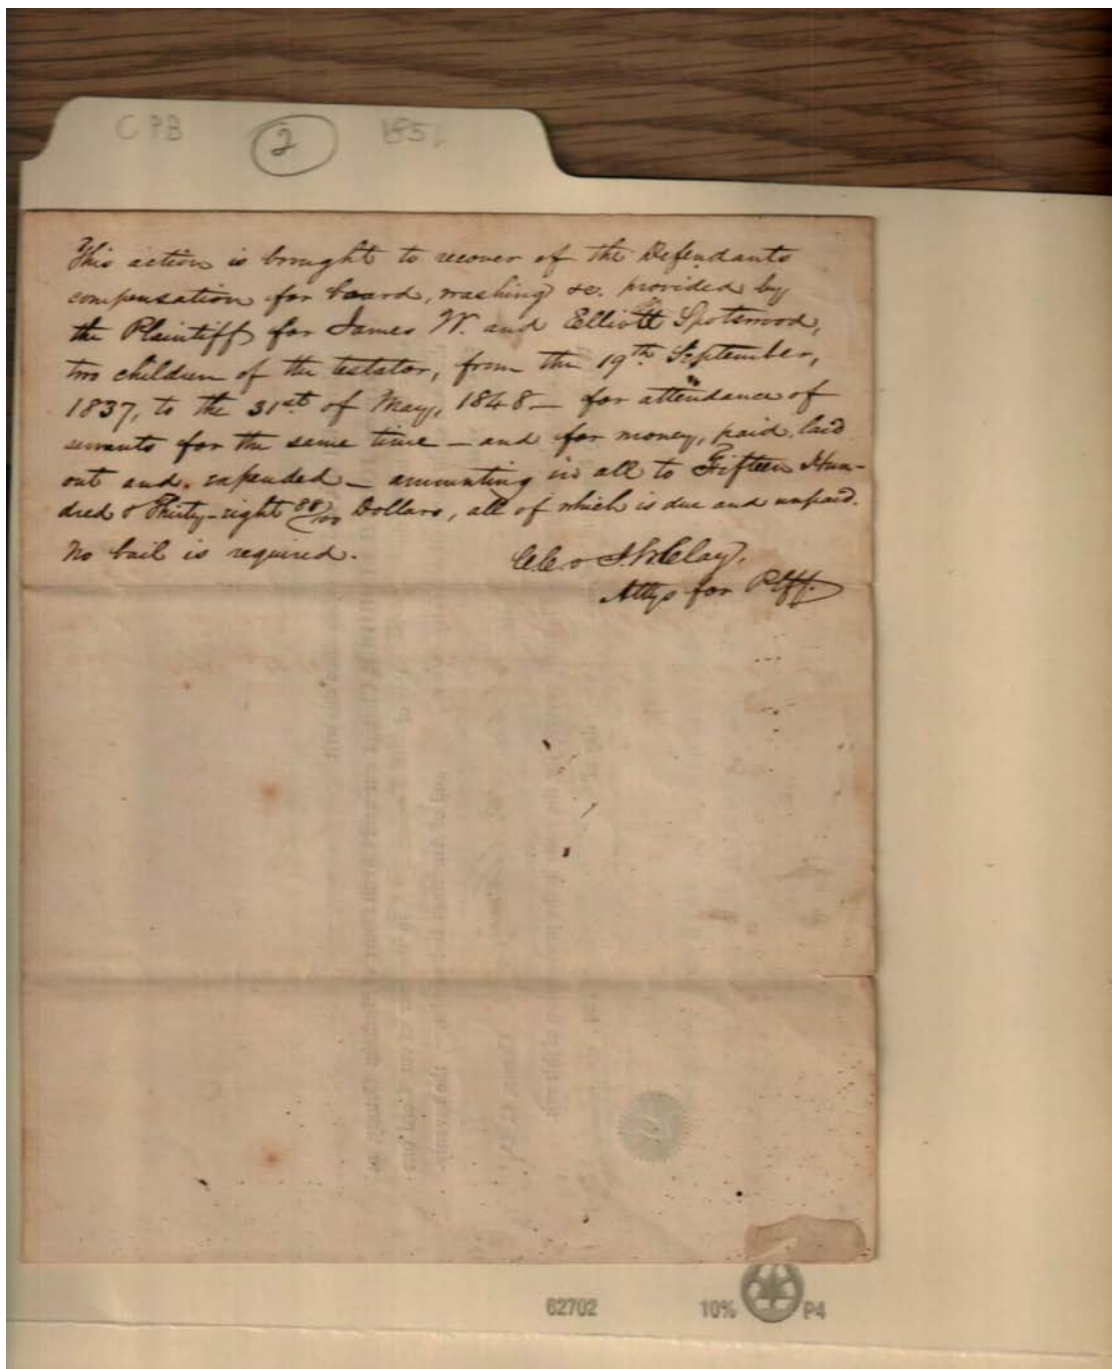 CPB 2 185
This action is brought to recover of the Defendants
compensation for board, washing &c. provided by
the Plaintiff for James W. and Elliott Spotswood,
two children of the testator, from the 19th September,
1837, to the 31st of May, 1848 — for attendance of
servants for the same time — and for money, paid, laid
out and expended — amounting in all to Fifteen Hun-
dred & Thirty-eight 88/100 Dollars, all of which is due and unpaid.
No bail is required.
C.C. & J.W. Clay,
Attys for Plff.
62702 10% P4